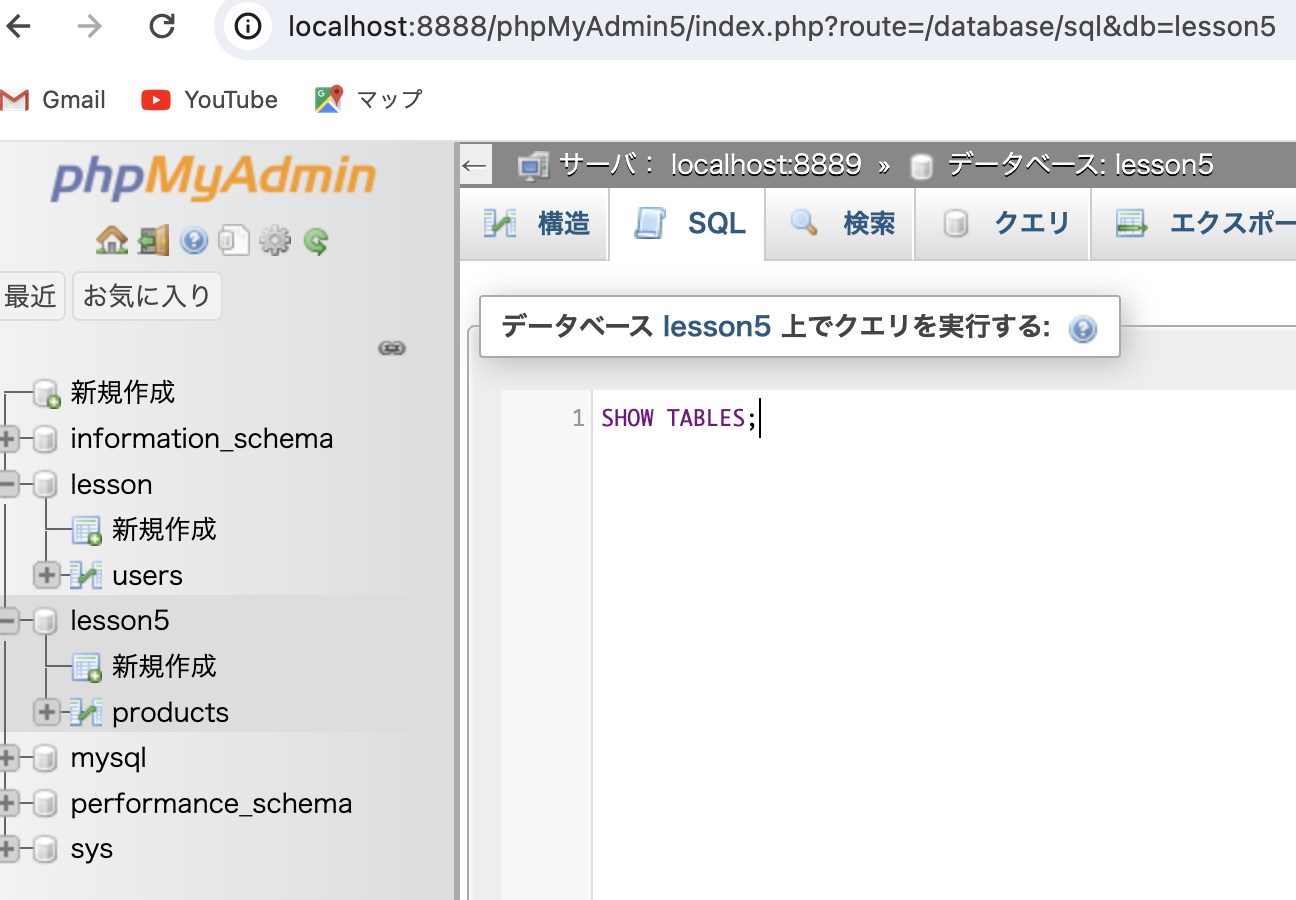 localhost:8888/phpMyAdmin5/index.php?route=/database/sql&db=lesson5
Gmail YouTube マップ
phpMyAdmin
最近 お気に入り
新規作成
information_schema
lesson
新規作成
users
lesson5
新規作成
products
mysql
performance_schema
sys
← サーバ： localhost:8889 » データベース: lesson5
構造 SQL 検索 クエリ エクスポー
データベース lesson5 上でクエリを実行する:
1 SHOW TABLES;